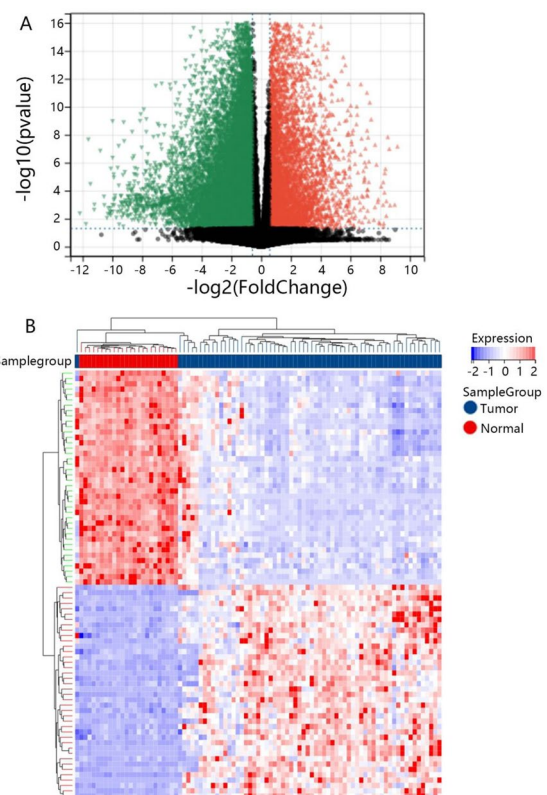 A
16
14
12
10
8
6
4
2
0
-log10(pvalue)
-12 -10 -8 -6 -4 -2 0 2 4 6 8 10
-log2(FoldChange)
B
Samplegroup
Expression
-2 -1 0 1 2
SampleGroup
Tumor
Normal